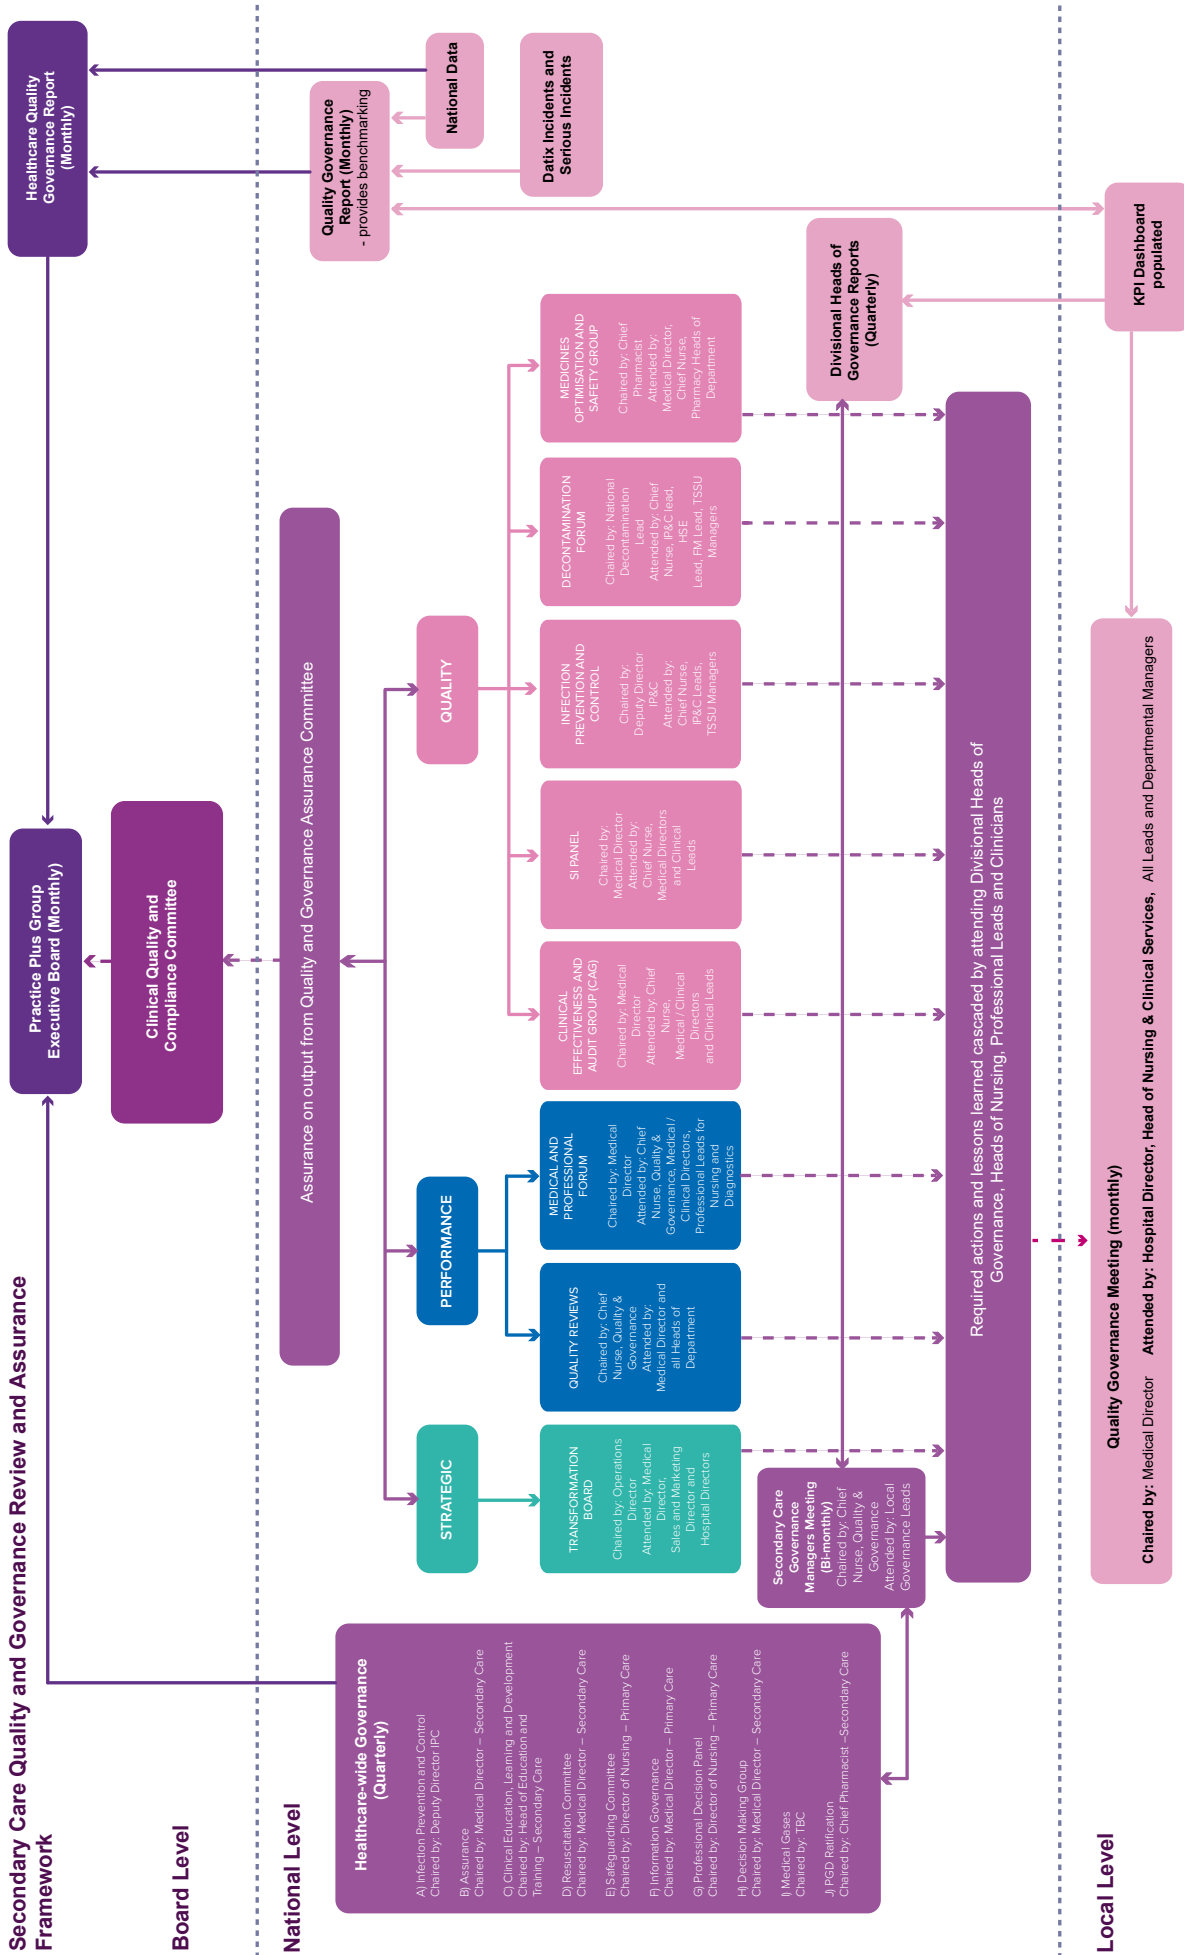 Secondary Care Quality and Governance Review and Assurance
Framework
Board Level
Practice Plus Group
Executive Board (Monthly)
Healthcare Quality
Governance Report
(Monthly)
Clinical Quality and
Compliance Committee
National Level
Assurance on output from Quality and Governance Assurance Committee
Quality Governance
Report (Monthly)
- provides benchmarking
National Data
Datix Incidents and
Serious Incidents
Healthcare-wide Governance
(Quarterly)
A) Infection Prevention and Control
Chaired by: Deputy Director IPC
B) Assurance
Chaired by: Medical Director – Secondary Care
C) Clinical Education, Learning and Development
Chaired by: Head of Education and
Training – Secondary Care
D) Resuscitation Committee
Chaired by: Medical Director – Secondary Care
E) Safeguarding Committee
Chaired by: Director of Nursing – Primary Care
F) Information Governance
Chaired by: Medical Director – Primary Care
G) Professional Decision Panel
Chaired by: Director of Nursing – Primary Care
H) Decision Making Group
Chaired by: Medical Director – Secondary Care
I) Medical Gases
Chaired by: TBC
J) PGD Ratification
Chaired by: Chief Pharmacist –Secondary Care
STRATEGIC
PERFORMANCE
QUALITY
TRANSFORMATION
BOARD
Chaired by: Operations
Director
Attended by: Medical
Director,
Sales and Marketing
Director and
Hospital Directors
QUALITY REVIEWS
Chaired by: Chief
Nurse, Quality &
Governance
Attended by:
Medical Director and
all Heads of
Department
MEDICAL AND
PROFESSIONAL
FORUM
Chaired by: Medical
Director
Attended by: Chief
Nurse, Quality &
Governance, Medical /
Clinical Directors,
Professional Leads for
Nursing and
Diagnostics
CLINICAL
EFFECTIVENESS AND
AUDIT GROUP (CAG)
Chaired by: Medical
Director
Attended by: Chief
Nurse,
Medical / Clinical
Directors
and Clinical Leads
SI PANEL
Chaired by:
Medical Director
Attended by:
Chief Nurse,
Medical Directors
and Clinical
Leads
INFECTION
PREVENTION AND
CONTROL
Chaired by:
Deputy Director
IP&C
Attended by:
Chief Nurse,
IP&C Leads,
TSSU Managers
DECONTAMINATION
FORUM
Chaired by: National
Decontamination
Lead
Attended by: Chief
Nurse, IP&C lead,
HSE
Lead, FM Lead, TSSU
Managers
MEDICINES
OPTIMISATION AND
SAFETY GROUP
Chaired by: Chief
Pharmacist
Attended by:
Medical Director,
Chief Nurse,
Pharmacy Heads of
Department
Secondary Care
Governance
Managers Meeting
(Bi-monthly)
Chaired by: Chief
Nurse, Quality &
Governance
Attended by: Local
Governance Leads
Divisional Heads of
Governance Reports
(Quarterly)
Required actions and lessons learned cascaded by attending Divisional Heads of
Governance, Heads of Nursing, Professional Leads and Clinicians
Local Level
Quality Governance Meeting (monthly)
Chaired by: Medical Director Attended by: Hospital Director, Head of Nursing & Clinical Services, All Leads and Departmental Managers
KPI Dashboard
populated